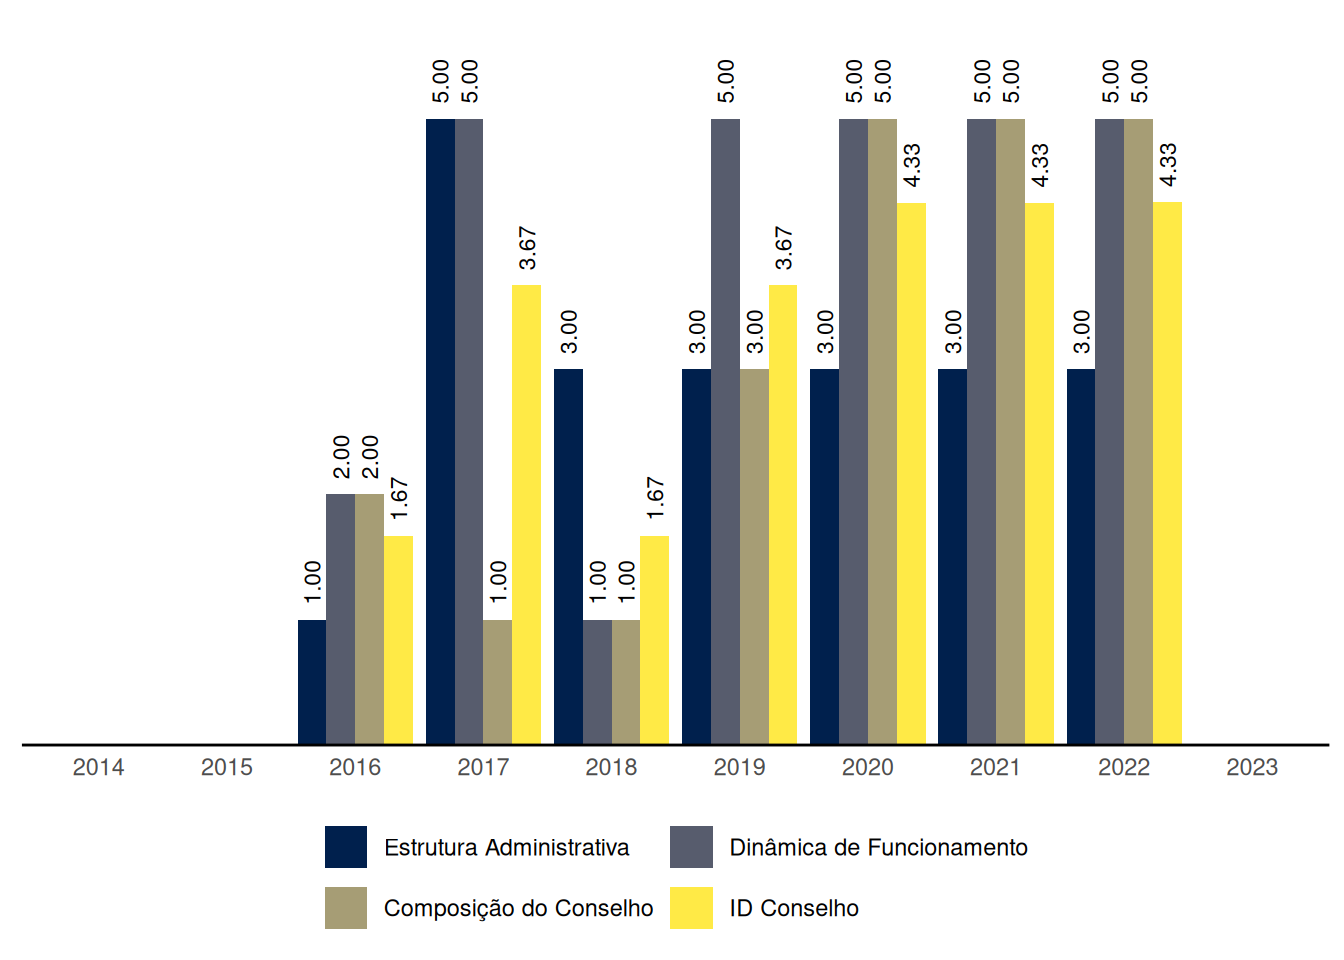 5.00 5.00 5.00 5.00 5.00 5.00 5.00 5.00 5.00
4.33 4.33 4.33
3.67 3.67
3.00 3.00 3.00 3.00 3.00 3.00
2.00 2.00
1.67 1.67
1.00 1.00 1.00 1.00
2014 2015 2016 2017 2018 2019 2020 2021 2022 2023
Estrutura Administrativa Dinâmica de Funcionamento
Composição do Conselho ID Conselho